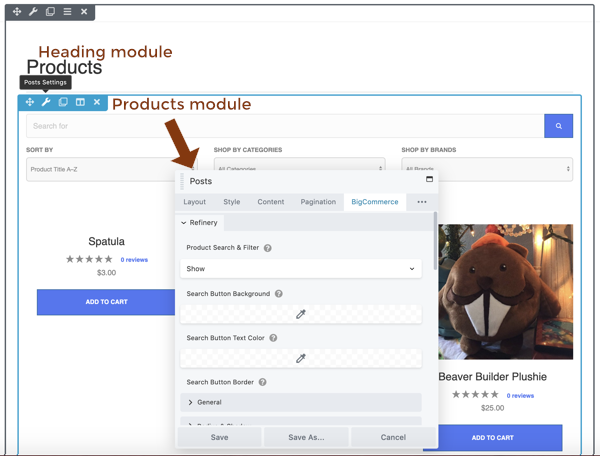 Heading module
Products
Posts Settings
Products module
Search for
SORT BY
SHOP BY CATEGORIES
SHOP BY BRANDS
Product Title A-Z
All Categories
All Brands
Posts
Layout Style Content Pagination BigCommerce
Refinery
Product Search & Filter
Show
Search Button Background
Search Button Text Color
Search Button Border
General
Save Save As... Cancel
Spatula
0 reviews
$3.00
ADD TO CART
Beaver Builder Plushie
0 reviews
$25.00
ADD TO CART